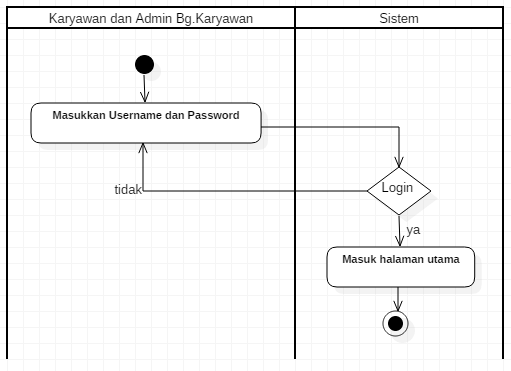 Karyawan dan Admin Bg.Karyawan
Sistem
Masukkan Username dan Password
tidak
Login
ya
Masuk halaman utama